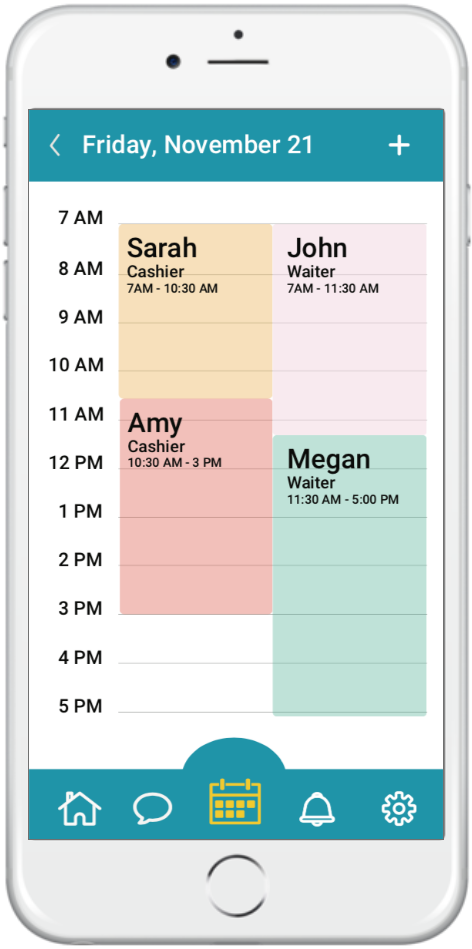 Friday, November 21
7 AM
8 AM
9 AM
10 AM
11 AM
12 PM
1 PM
2 PM
3 PM
4 PM
5 PM
Sarah
Cashier
7AM - 10:30 AM
John
Waiter
7AM - 11:30 AM
Amy
Cashier
10:30 AM - 3 PM
Megan
Waiter
11:30 AM - 5:00 PM